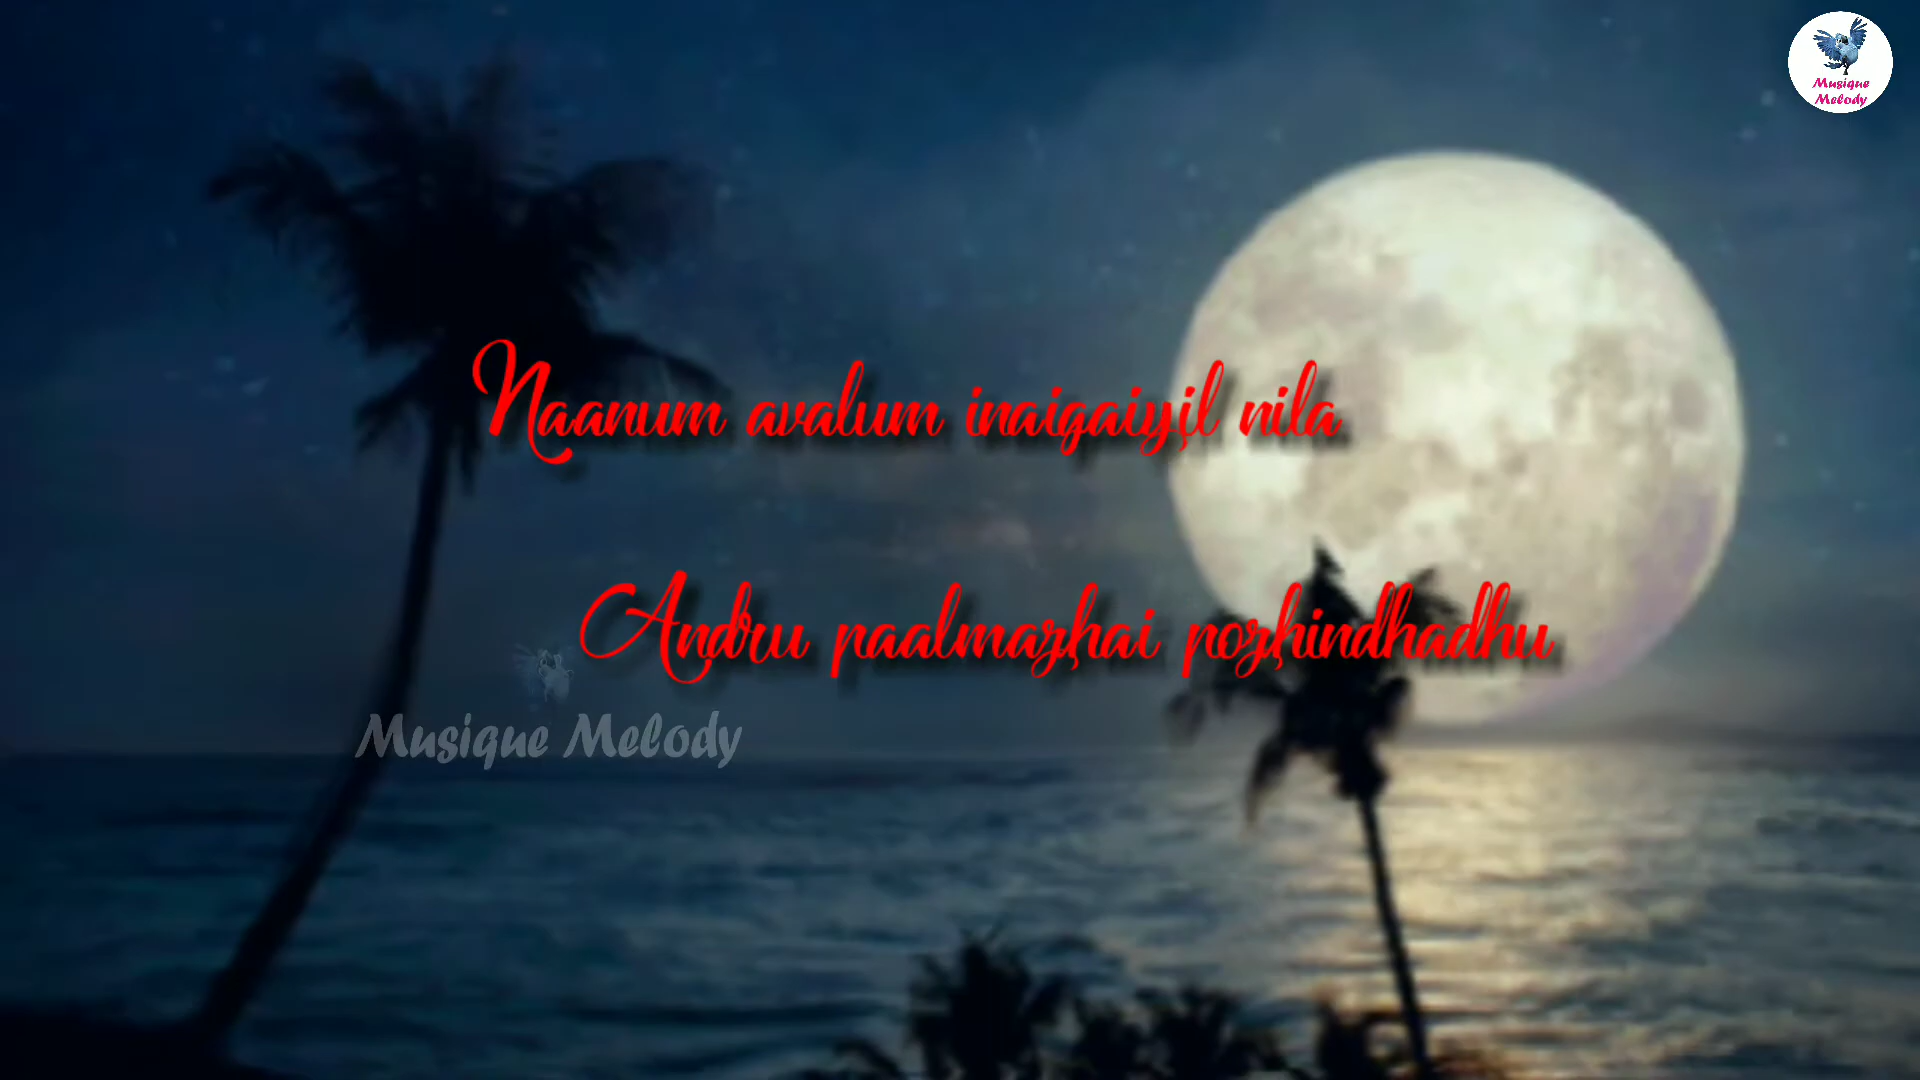 Musique
Melody
Naanum avalum inaigaiyil nila
Andru paalmazhai pozhindhadhu
Musique Melody